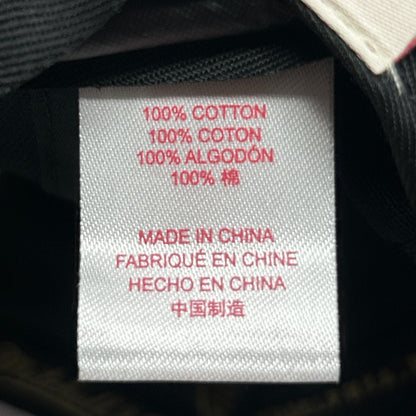 100% COTTON
100% COTON
100% ALGODÓN
100% 棉
MADE IN CHINA
FABRIQUÉ EN CHINE
HECHO EN CHINA
中国制造